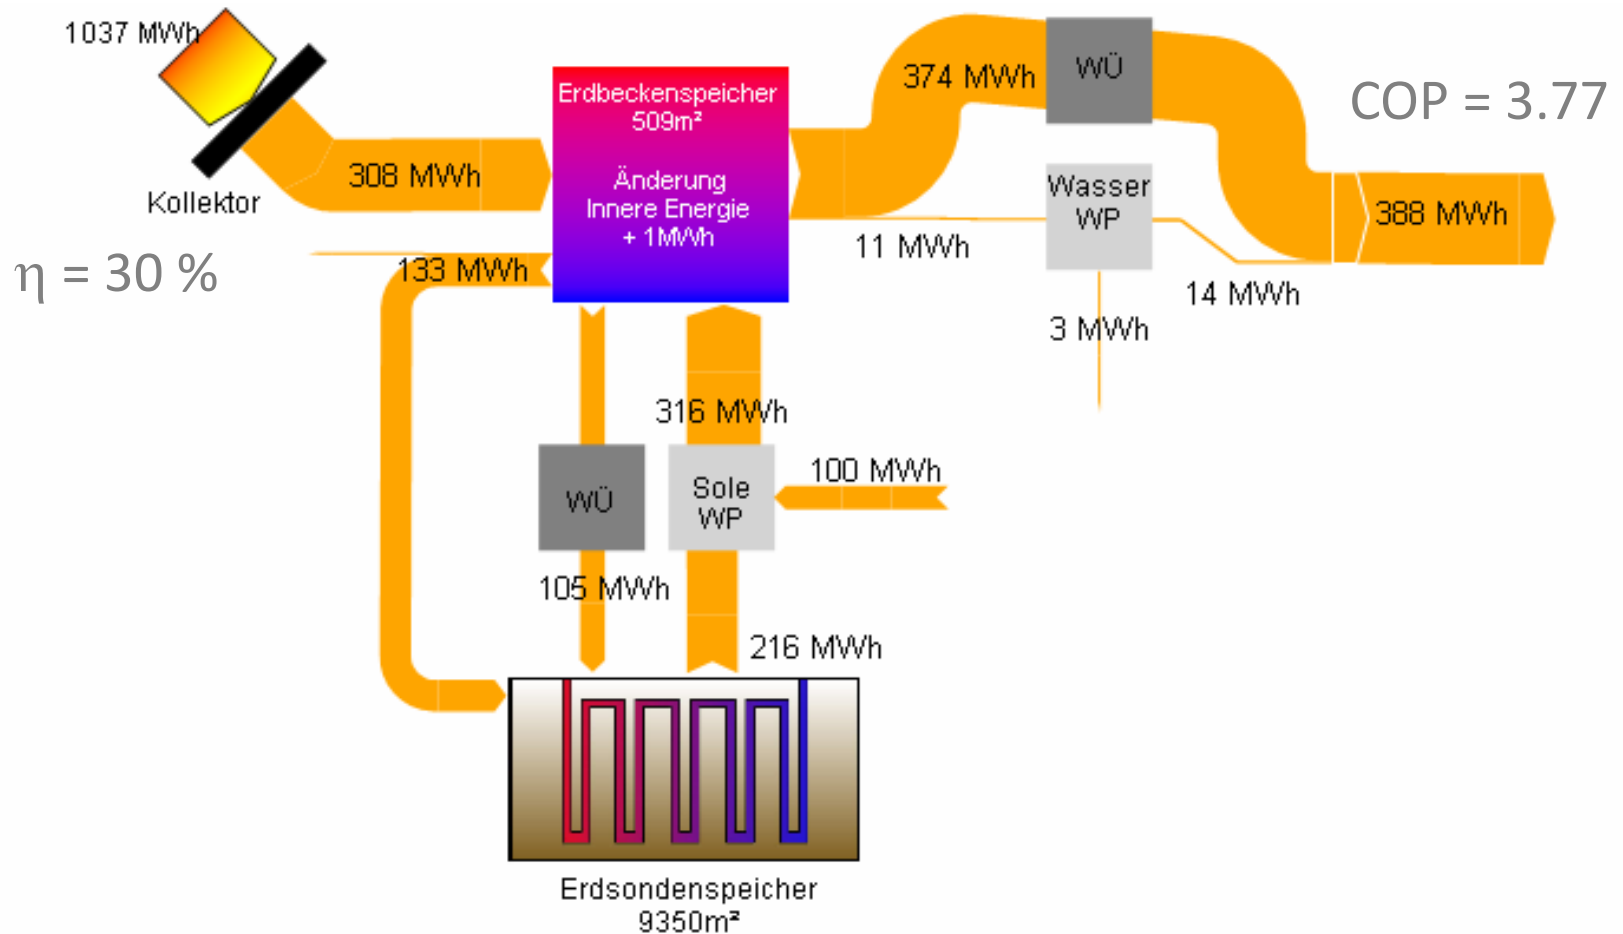 1037 MWh
Kollektor
η = 30 %
308 MWh
133 MWh
Erdbeckenspeicher
509m²
Änderung
Innere Energie
+ 1MWh
374 MWh
WÜ
COP = 3.77
Wasser
WP
11 MWh
388 MWh
14 MWh
3 MWh
316 MWh
100 MWh
WÜ
Sole
WP
105 MWh
216 MWh
Erdsondenspeicher
9350m²